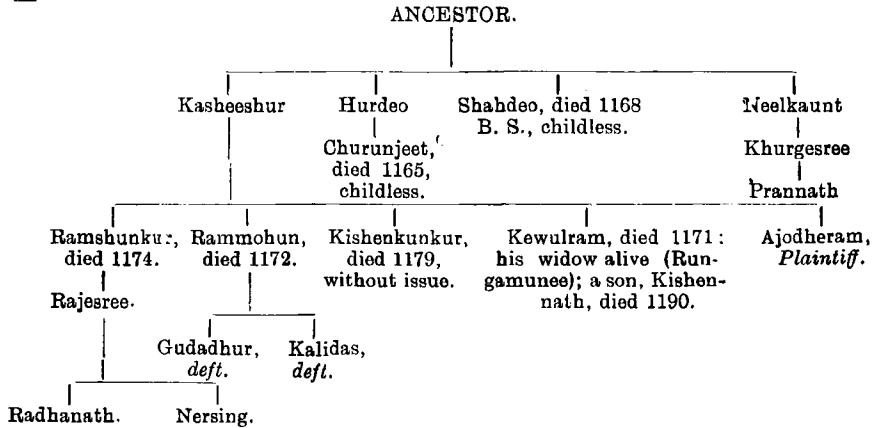 ANCESTOR.
Kasheeshur Hurdeo Shahdeo, died 1168 Neelkaunt
B. S., childless.
Churunjeet, Khurgesree
died 1165,
childless. Prannath
Ramshunkur, Rammohun, Kishenkunkur, Kewulram, died 1171: Ajodheram,
died 1174. died 1172. died 1179, his widow alive (Run- Plaintiff.
without issue. gamunee); a son, Kishen-
Rajesree. nath, died 1190.
Gudadhur, Kalidas,
deft. deft.
Radhanath. Nersing.